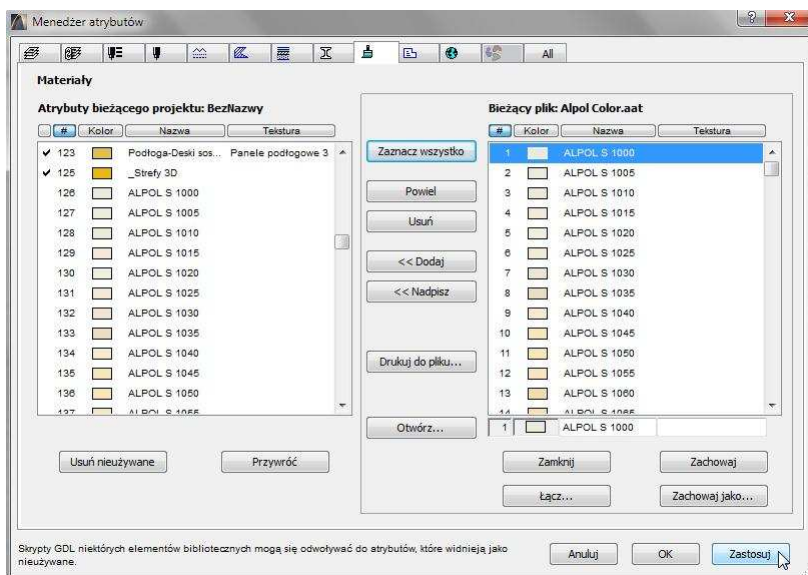 Menedżer atrybutów
All
Materiały
Atrybuty bieżącego projektu: BezNazwy
# Kolor Nazwa Tekstura
123 Podłoga-Deski sos... Panele podłogowe 3
125 _Strefy 3D
126 ALPOL S 1000
127 ALPOL S 1005
128 ALPOL S 1010
129 ALPOL S 1015
130 ALPOL S 1020
131 ALPOL S 1025
132 ALPOL S 1030
133 ALPOL S 1035
134 ALPOL S 1040
135 ALPOL S 1045
136 ALPOL S 1050
137 ALPOL S 1055
Usuń nieużywane
Przywróć
Zaznacz wszystko
Powiel
Usuń
<< Dodaj
<< Nadpisz
Drukuj do pliku...
Otwórz...
Bieżący plik: Alpol Color.aat
# Kolor Nazwa Tekstura
1 ALPOL S 1000
2 ALPOL S 1005
3 ALPOL S 1010
4 ALPOL S 1015
5 ALPOL S 1020
6 ALPOL S 1025
7 ALPOL S 1030
8 ALPOL S 1035
9 ALPOL S 1040
10 ALPOL S 1045
11 ALPOL S 1050
12 ALPOL S 1055
13 ALPOL S 1060
14 ALPOL S 1065
1 ALPOL S 1000
Zamknij
Zachowaj
Łącz...
Zachowaj jako...
Skrypty GDL niektórych elementów bibliotecznych mogą się odwoływać do atrybutów, które widnieją jako
nieużywane.
Anuluj
OK
Zastosuj